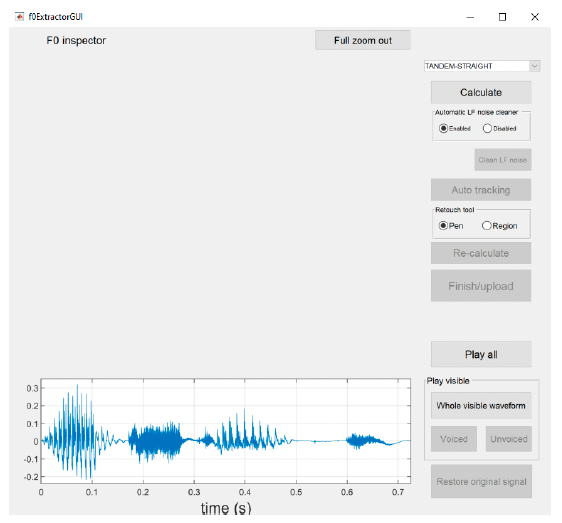 f0ExtractorGUI
F0 inspector
Full zoom out
TANDEM-STRAIGHT
Calculate
Automatic LF noise cleaner
Enabled Disabled
Clean LF noise
Auto tracking
Retouch tool
Pen Region
Re-calculate
Finish/upload
Play all
Play visible
Whole visible waveform
Voiced Unvoiced
Restore original signal
0.3
0.2
0.1
0
-0.1
-0.2
0 0.1 0.2 0.3 0.4 0.5 0.6 0.7
time (s)